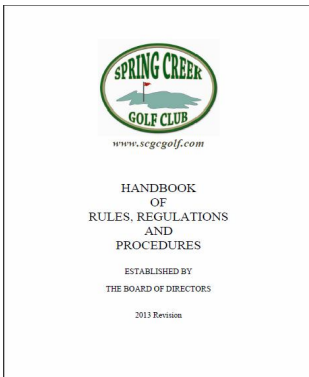 SPRING CREEK
GOLF CLUB
www.scgcgolf.com
HANDBOOK
OF
RULES, REGULATIONS
AND
PROCEDURES
ESTABLISHED BY
THE BOARD OF DIRECTORS
2013 Revision